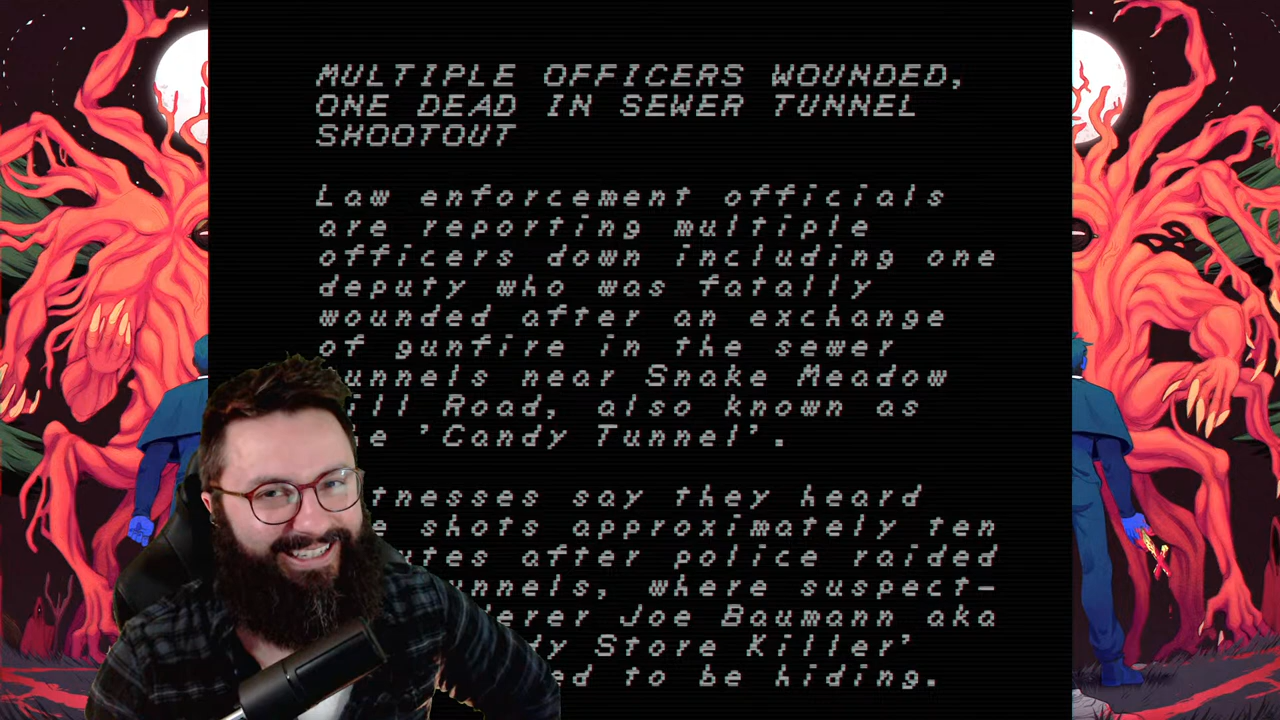 MULTIPLE OFFICERS WOUNDED,
ONE DEAD IN SEWER TUNNEL
SHOOTOUT
Law enforcement officials
are reporting multiple
officers down including one
deputy who was fatally
wounded after an exchange
of gunfire in the sewer
near Snake Meadow
Road, also known as
'Candy Tunnel'.
say they heard
shots approximately ten
after police raided
where suspect-
Joe Baumann aka
Store Killer'
to be hiding.